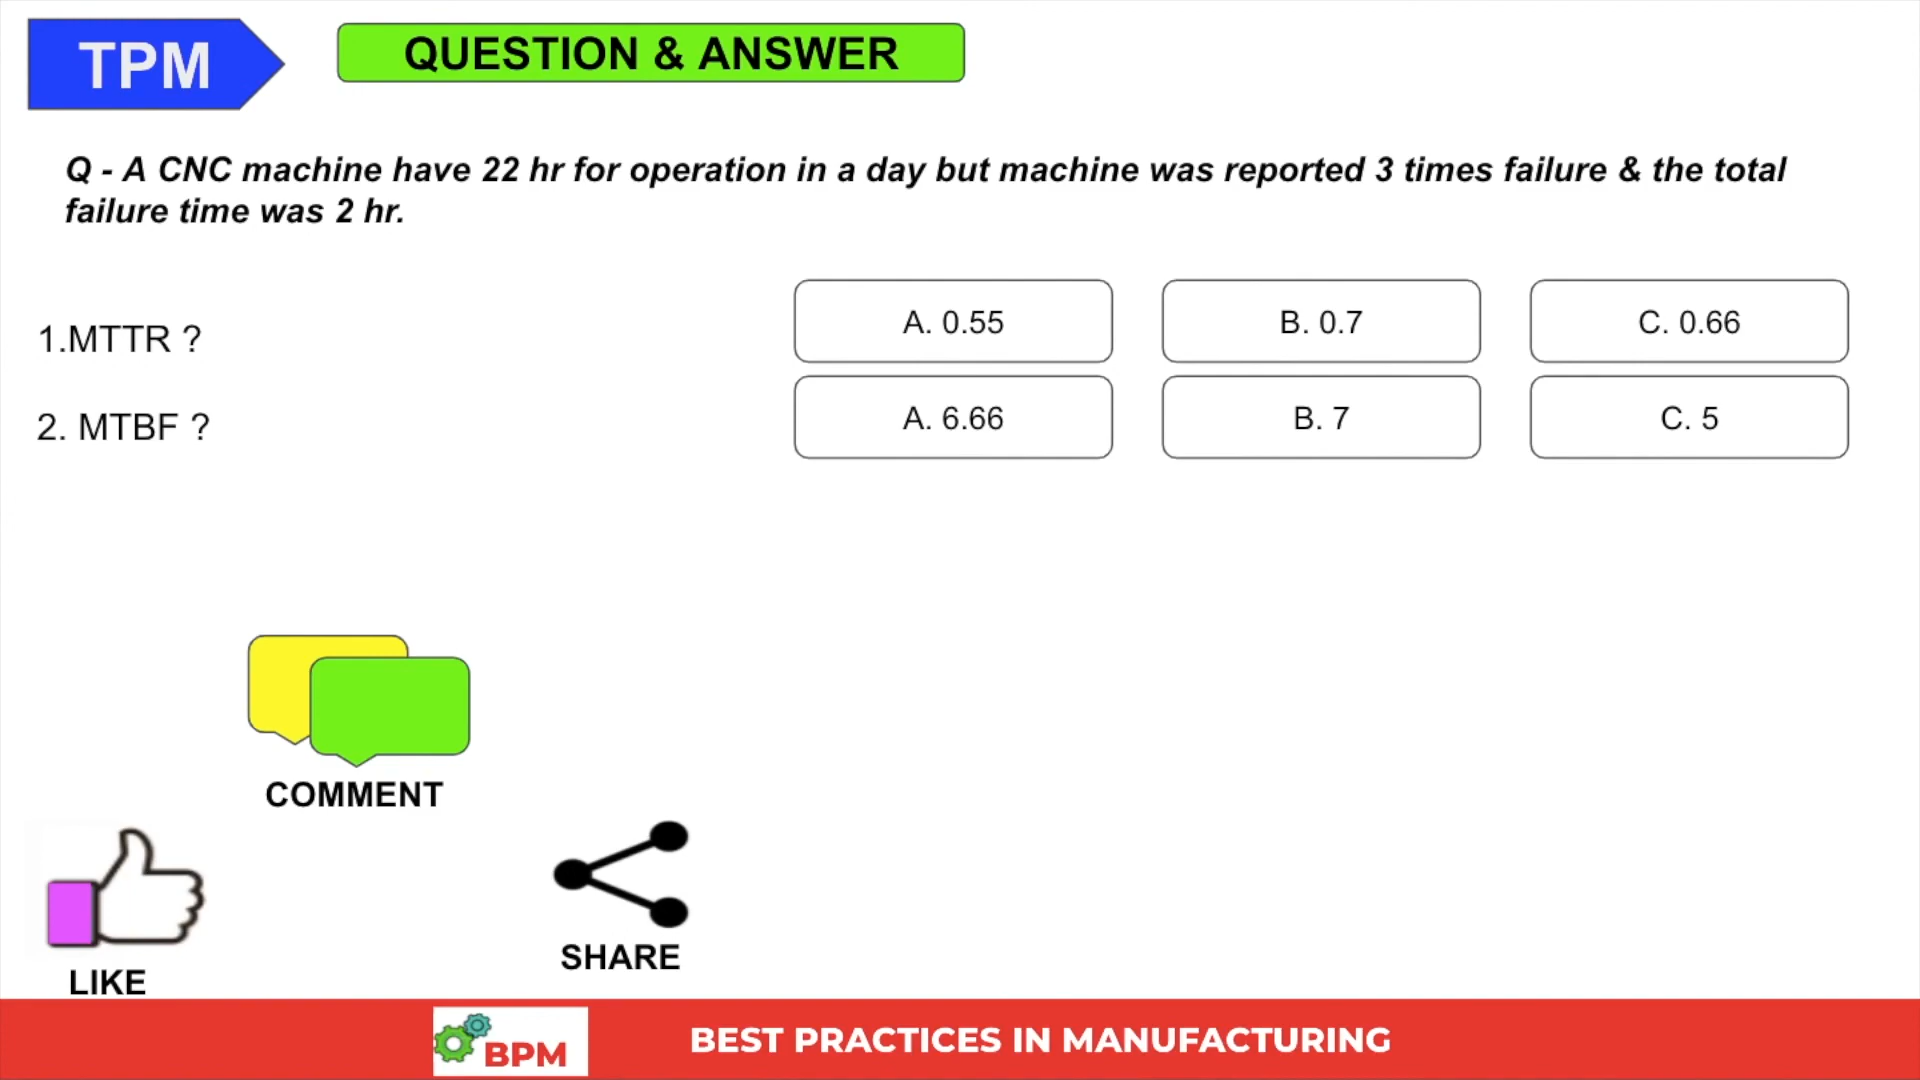 TPM
QUESTION & ANSWER
Q - A CNC machine have 22 hr for operation in a day but machine was reported 3 times failure & the total
failure time was 2 hr.
1.MTTR ?
A. 0.55
B. 0.7
C. 0.66
2. MTBF ?
A. 6.66
B. 7
C. 5
COMMENT
LIKE
SHARE
BPM
BEST PRACTICES IN MANUFACTURING